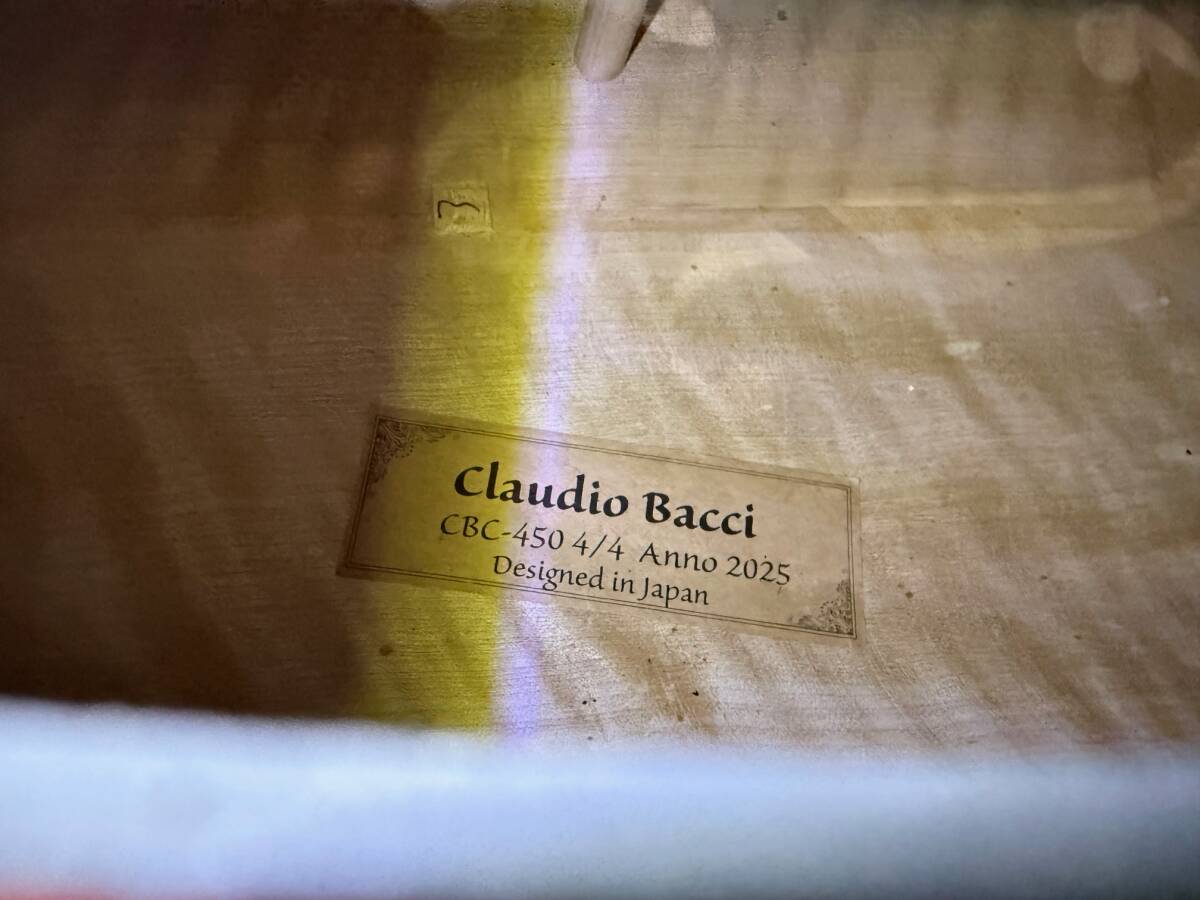 Claudio Bacci
CBC-450 4/4 Anno 2025
Designed in Japan